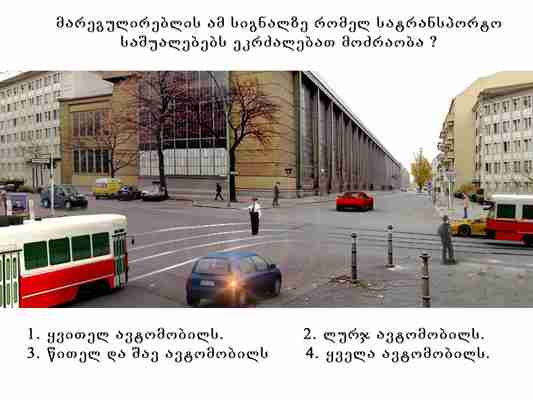 მარეგულირებლის ამ სიგნალზე რომელ სატრანსპორტო
საშუალებებს ეკრძალებათ მოძრაობა ?
1. ყვითელ ავტომობილს.
2. ლურჯ ავტომობილს.
3. წითელ და შავ ავტომობილს
4. ყველა ავტომობილს.